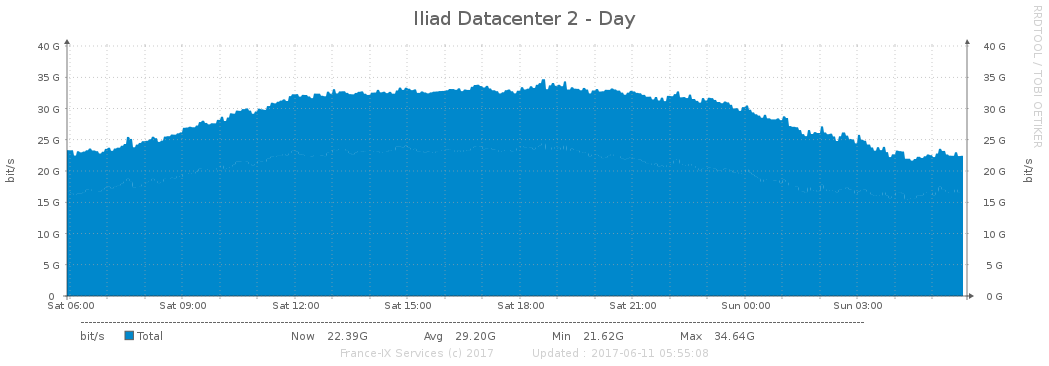 Iliad Datacenter 2 - Day
RRDTOOL / TOBI OETIKER
40 G 40 G
35 G 35 G
30 G 30 G
25 G 25 G
20 G 20 G
15 G 15 G
10 G 10 G
5 G 5 G
0 0 G
bit/s
bit/s
Sat 06:00 Sat 09:00 Sat 12:00 Sat 15:00 Sat 18:00 Sat 21:00 Sun 00:00 Sun 03:00
bit/s Total Now 22.39G Avg 29.20G Min 21.62G Max 34.64G
France-IX Services (c) 2017 Updated : 2017-06-11 05:55:08